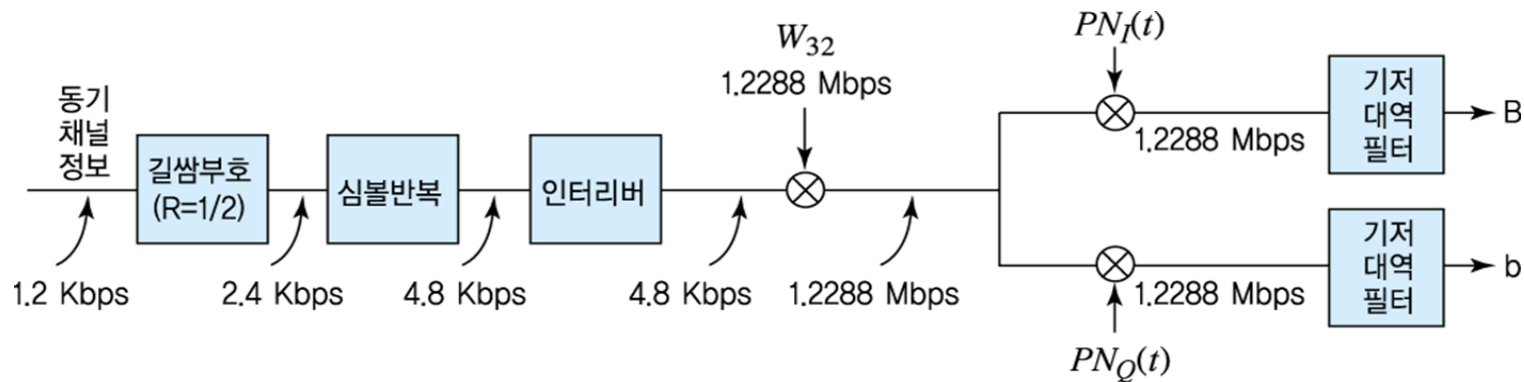 동기
채널
정보
1.2 Kbps
길쌈부호
(R=1/2)
2.4 Kbps
심볼반복
4.8 Kbps
인터리버
4.8 Kbps
W32
1.2288 Mbps
1.2288 Mbps
PNI(t)
1.2288 Mbps
기저
대역
필터
B
PNQ(t)
1.2288 Mbps
기저
대역
필터
b